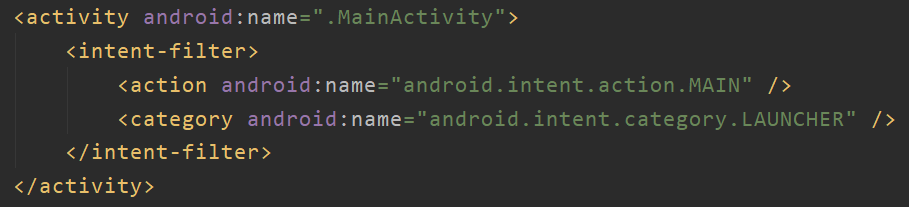 <activity android:name=".MainActivity">
<intent-filter>
<action android:name="android.intent.action.MAIN" />
<category android:name="android.intent.category.LAUNCHER" />
</intent-filter>
</activity>